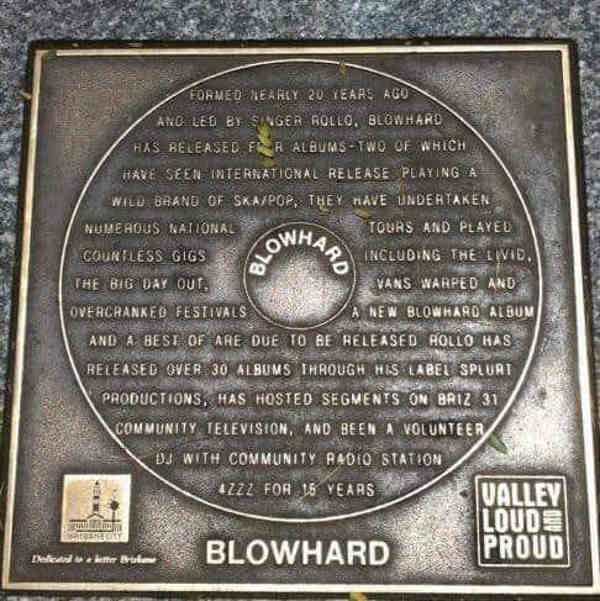 FORMED NEARLY 20 YEARS AGO
AND LED BY SINGER ROLLO, BLOWHARD
HAS RELEASED ALBUMS-TWO OF WHICH
HAVE SEEN INTERNATIONAL RELEASE PLAYING A
WILD BRAND OF SKA/POP, THEY HAVE UNDERTAKEN
NUMEROUS NATIONAL TOURS AND PLAYED
COUNTLESS GIGS INCLUDING THE LIVID,
THE BIG DAY OUT, VANS WARPED AND
OVERCRANKED FESTIVALS A NEW BLOWHARD ALBUM
AND A BEST OF ARE DUE TO BE RELEASED ROLLO HAS
RELEASED OVER 30 ALBUMS THROUGH HIS LABEL SPLURT
PRODUCTIONS, HAS HOSTED SEGMENTS ON BRIZ 31
COMMUNITY TELEVISION, AND BEEN A VOLUNTEER
DJ WITH COMMUNITY RADIO STATION
4ZZZ FOR 15 YEARS
BLOWHARD
BRISBANE CITY
Dedicated to a better Brisbane
BLOWHARD
VALLEY
LOUD AND
PROUD